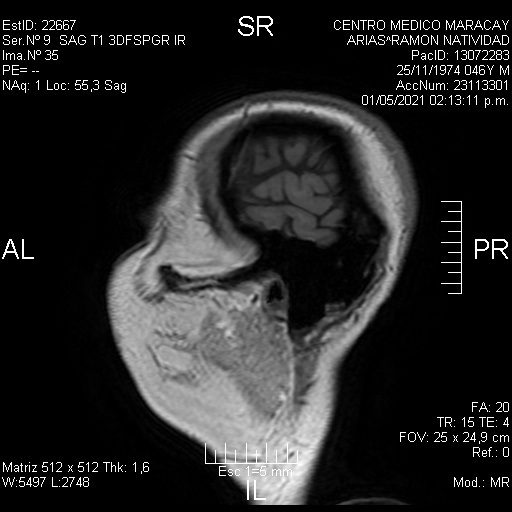 EstID: 22667
Ser.Nº 9 SAG T1 3DFSPGR IR
Ima.Nº 35
PE= --
NAq: 1 Loc: 55,3 Sag
SR
CENTRO MEDICO MARACAY
ARIAS^RAMON NATIVIDAD
PacID: 13072283
25/11/1974 046Y M
AccNum: 23113301
01/05/2021 02:13:11 p.m.
AL
PR
Matriz 512 x 512 Thk: 1,6
W:5497 L:2748
Esc 1=5 mm
IL
FA: 20
TR: 15 TE: 4
FOV: 25 x 24,9 cm
Ref.: 0
Mod.: MR